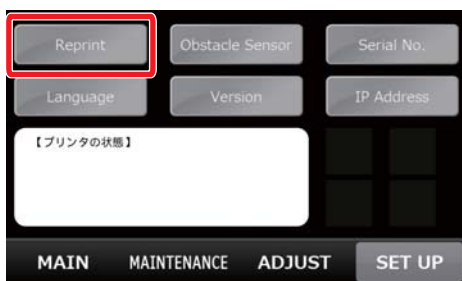 Reprint Obstacle Sensor Serial No.
Language Version IP Address
【プリンタの状態】
MAIN MAINTENANCE ADJUST SET UP